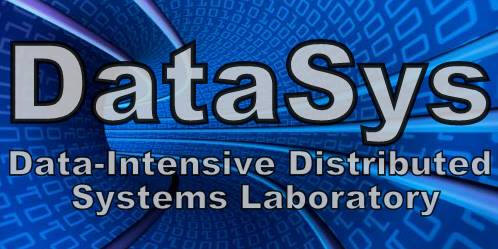 DataSys
Data-Intensive Distributed
Systems Laboratory